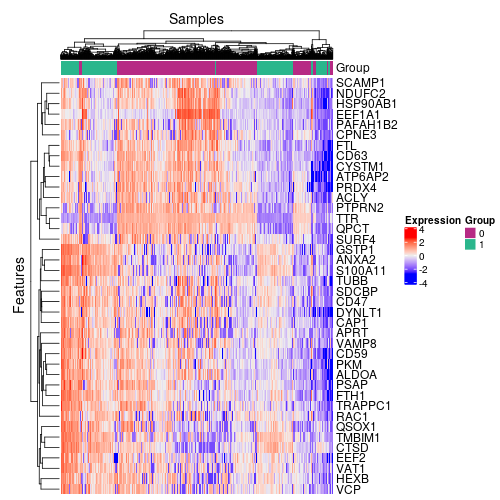 Samples
Group
SCAMP1
NDUFC2
HSP90AB1
EEF1A1
PAFAH1B2
CPNE3
FTL
CD63
CYSTM1
ATP6AP2
PRDX4
ACLY
PTPRN2
TTR
QPCT
SURF4
GSTP1
ANXA2
S100A11
TUBB
SDCBP
CD47
DYNLT1
CAP1
APRT
VAMP8
CD59
PKM
ALDOA
PSAP
FTH1
TRAPPC1
RAC1
QSOX1
TMBIM1
CTSD
EEF2
VAT1
HEXB
VCP
Features
Expression
4
2
0
-2
-4
Group
0
1